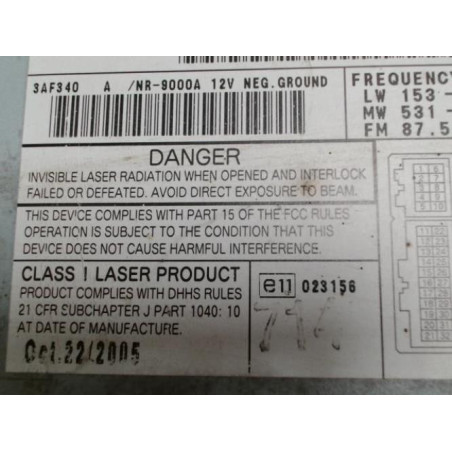 3AF340 A /NR-9000A 12V NEG.GROUND
FREQUENCY
LW 153 -
MW 531 -
FM 87.5
DANGER
INVISIBLE LASER RADIATION WHEN OPENED AND INTERLOCK
FAILED OR DEFEATED. AVOID DIRECT EXPOSURE TO BEAM.
THIS DEVICE COMPLIES WITH PART 15 OF THE FCC RULES
OPERATION IS SUBJECT TO THE CONDITION THAT THIS
DEVICE DOES NOT CAUSE HARMFUL INTERFERENCE.
CLASS 1 LASER PRODUCT
PRODUCT COMPLIES WITH DHHS RULES
21 CFR SUBCHAPTER J PART 1040: 10
AT DATE OF MANUFACTURE.
e11 023156
Oct.22/2005